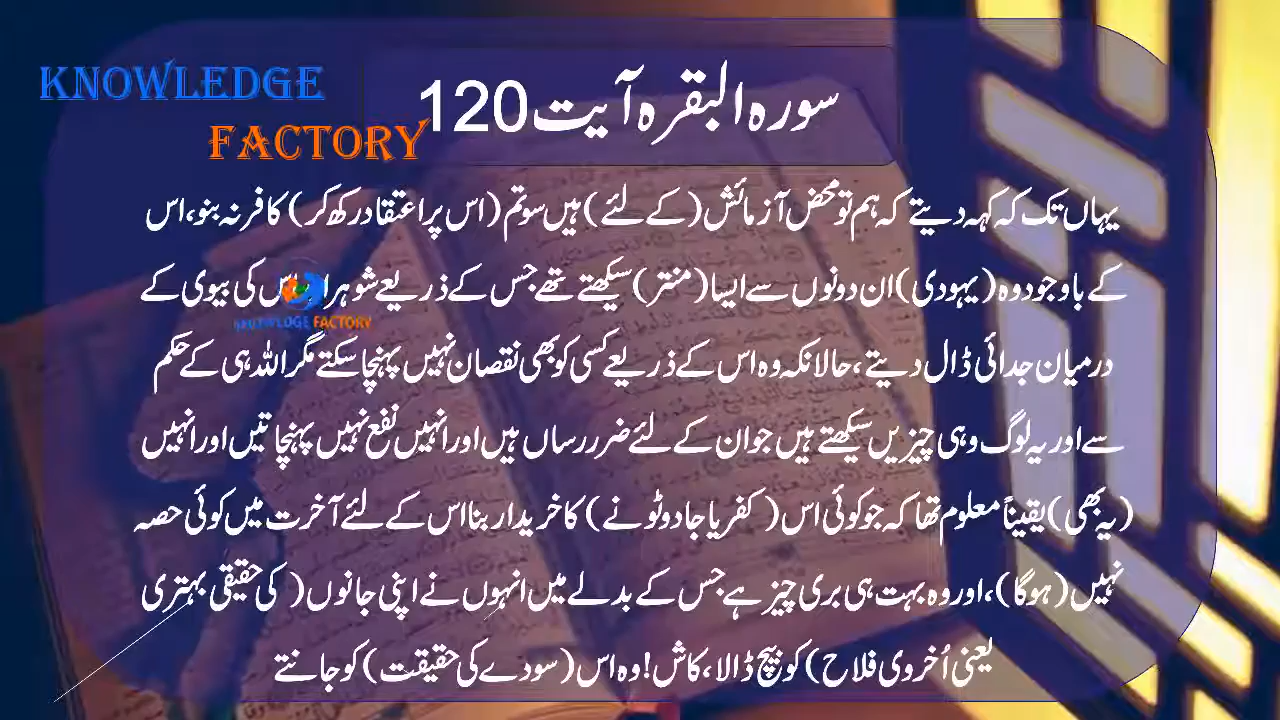 KNOWLEDGE
FACTORY
سورہ البقرہ آیت 120
یہاں تک کہ کہہ دیتے کہ ہم تو محض آزمائش (کے لئے) ہیں سو تم (اس پر اعتقاد رکھ کر) کافر نہ بنو، اس
کے باوجود وہ (یہودی) ان دونوں سے ایسا (منتر) سیکھتے تھے جس کے ذریعے شوہر اور اس کی بیوی کے
KNOWLDGE FACTORY
درمیان جدائی ڈال دیتے، حالانکہ وہ اس کے ذریعے کسی کو بھی نقصان نہیں پہنچا سکتے مگر اللہ ہی کے حکم
سے اور یہ لوگ وہی چیزیں سیکھتے ہیں جو ان کے لئے ضرر رساں ہیں اور انہیں نفع نہیں پہنچاتیں اور انہیں
(یہ بھی) یقیناً معلوم تھا کہ جو کوئی اس (کفر یا جادو ٹونے) کا خریدار بنا اس کے لئے آخرت میں کوئی حصہ
نہیں (ہوگا)، اور وہ بہت ہی بری چیز ہے جس کے بدلے میں انہوں نے اپنی جانوں (کی حقیقی بہتری
یعنی اُخروی فلاح) کو بیچ ڈالا، کاش! وہ اس (سودے کی حقیقت) کو جانتے